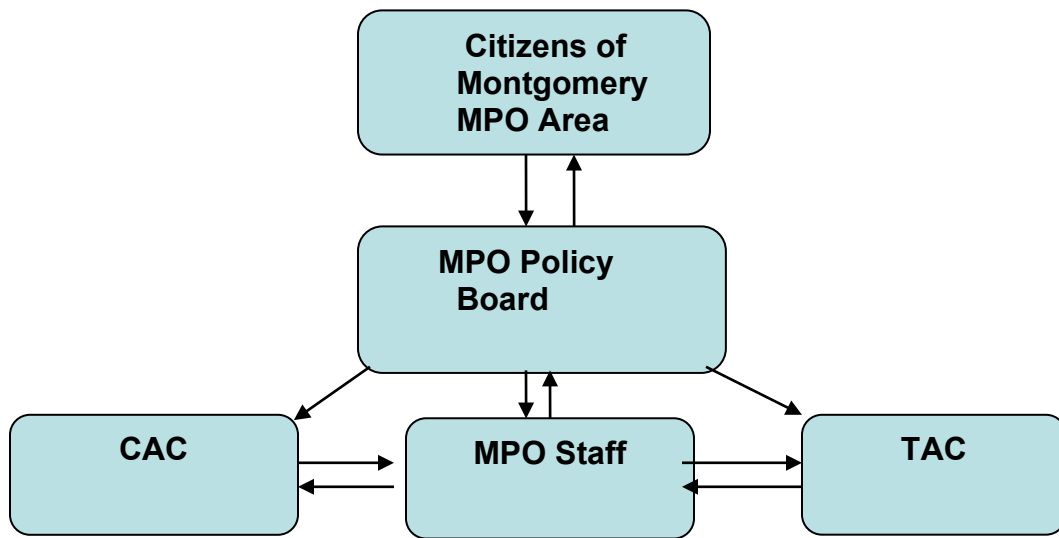 Citizens of
Montgomery
MPO Area
MPO Policy
Board
CAC
MPO Staff
TAC